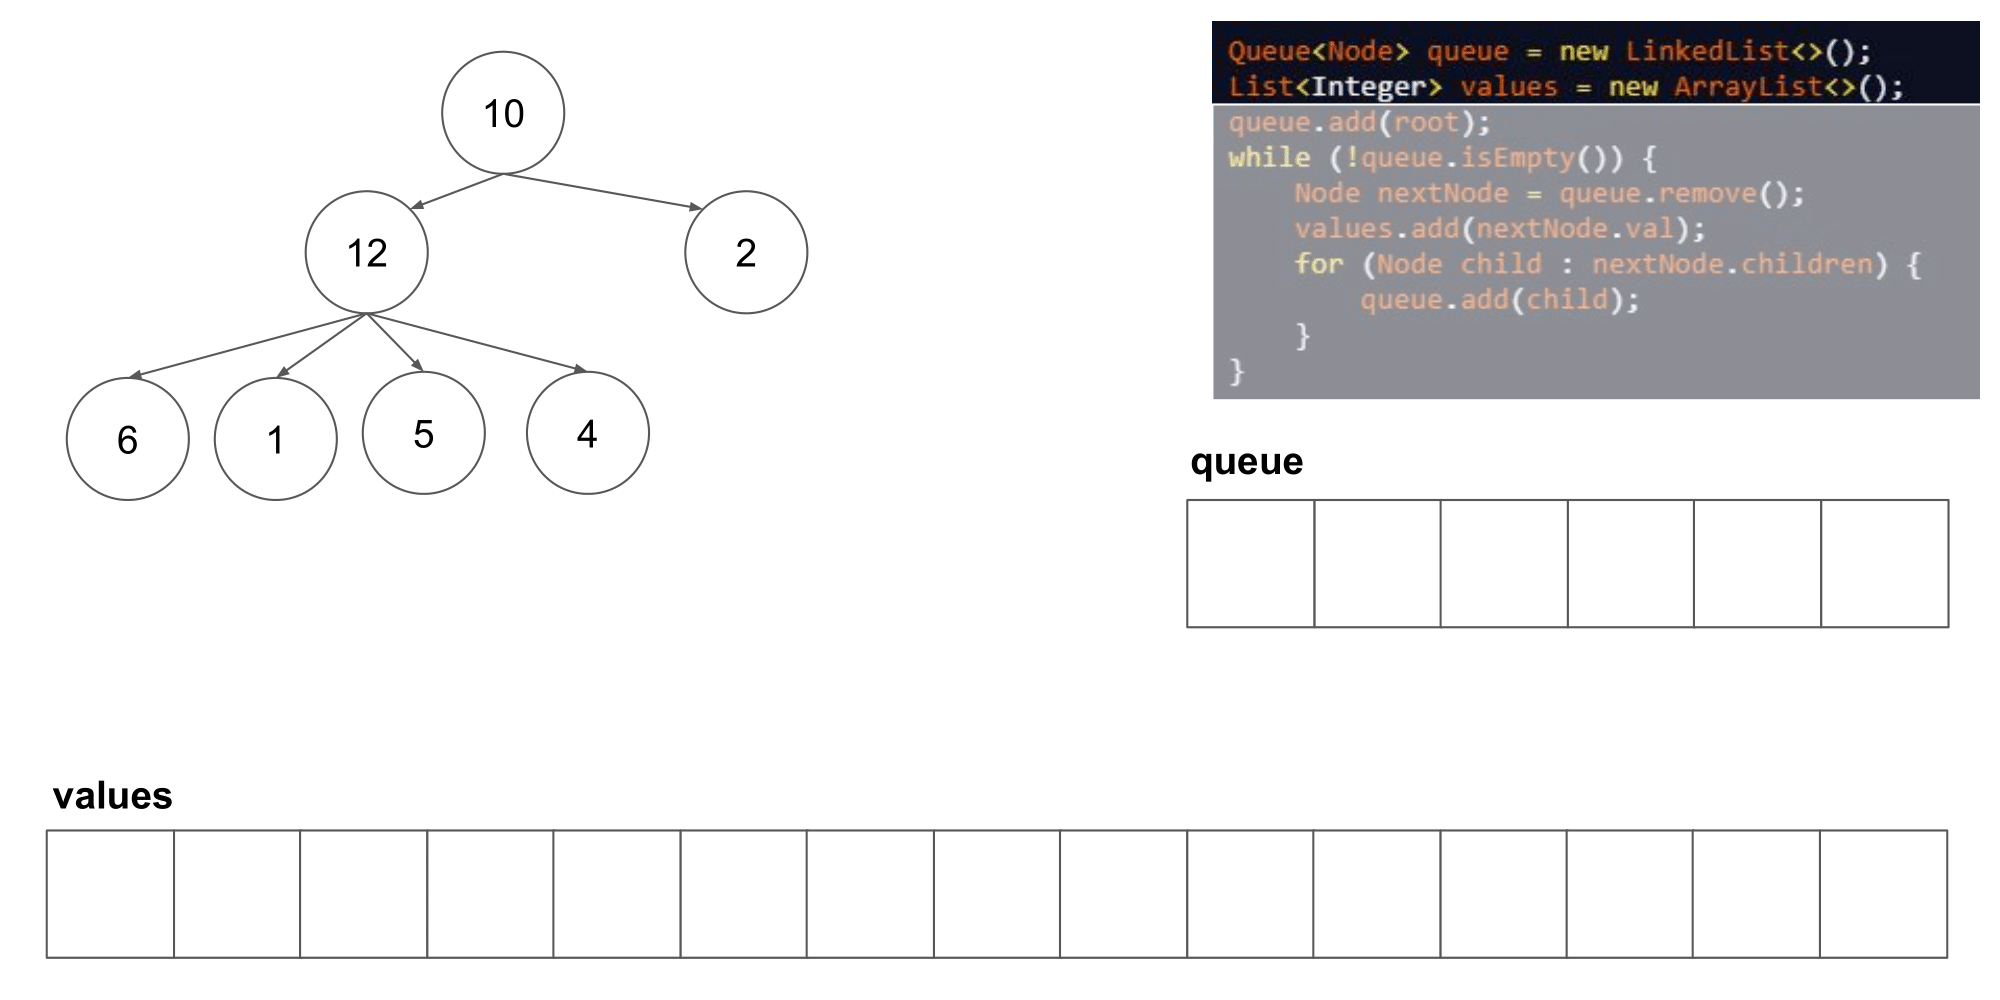 10
12
2
6
1
5
4
Queue<Node> queue = new LinkedList<>();
List<Integer> values = new ArrayList<>();
queue.add(root);
while (!queue.isEmpty()) {
    Node nextNode = queue.remove();
    values.add(nextNode.val);
    for (Node child : nextNode.children) {
        queue.add(child);
    }
}
queue
values